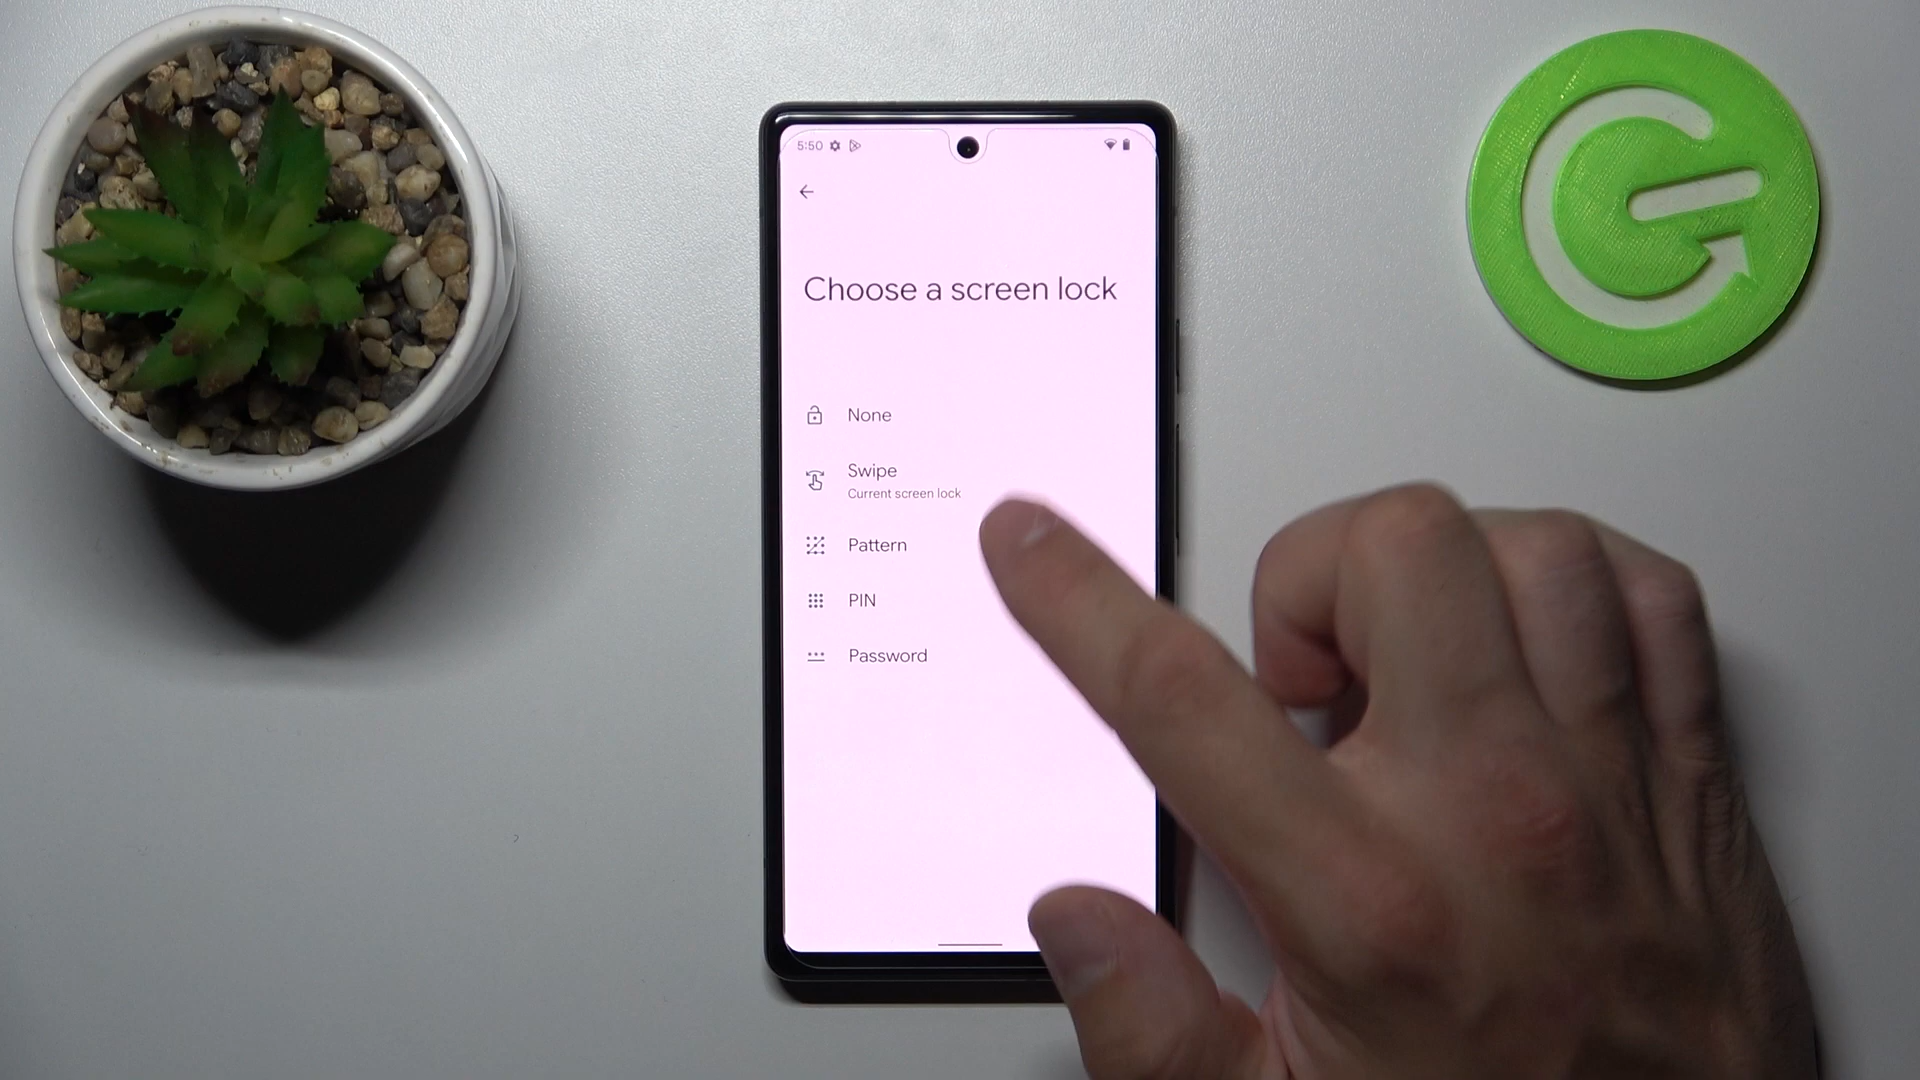 5:50
Choose a screen lock
None
Swipe
Current screen lock
Pattern
PIN
Password